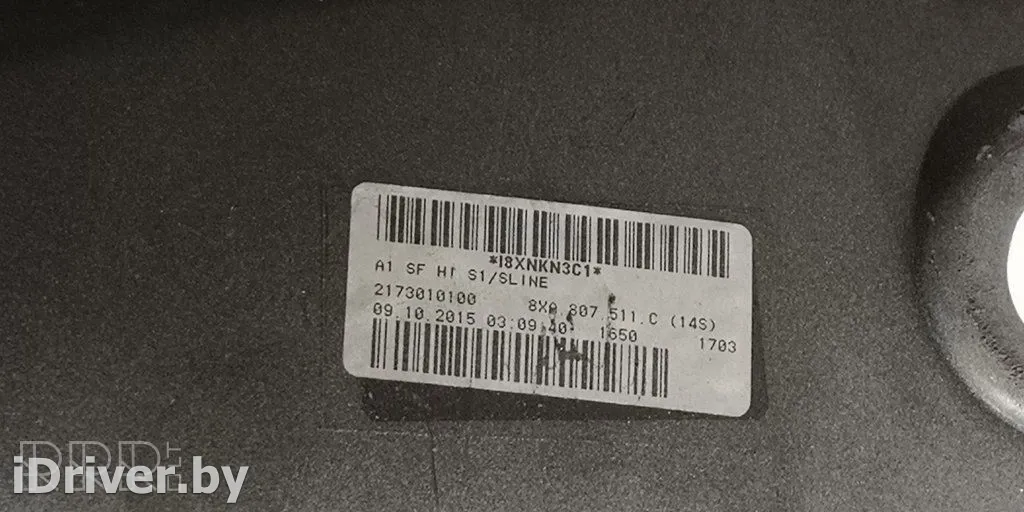 *I8XNKN3C1*
A1 SF HI S1/SLINE
2173010100 8XA 807 511 C (14S)
09.10.2015 03:09:40 1650 1703
iDriver.by